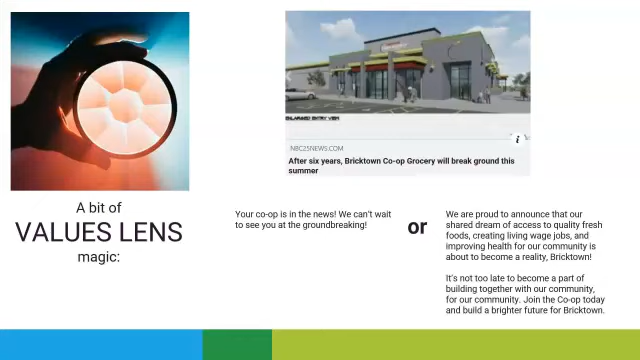 ENLARGED ENTRY VIEW
i
NBC25NEWS.COM
After six years, Bricktown Co-op Grocery will break ground this
summer
A bit of
VALUES LENS
magic:
Your co-op is in the news! We can't wait
to see you at the groundbreaking!
or
We are proud to announce that our
shared dream of access to quality fresh
foods, creating living wage jobs, and
improving health for our community is
about to become a reality, Bricktown!
It's not too late to become a part of
building together with our community,
for our community. Join the Co-op today
and build a brighter future for Bricktown.